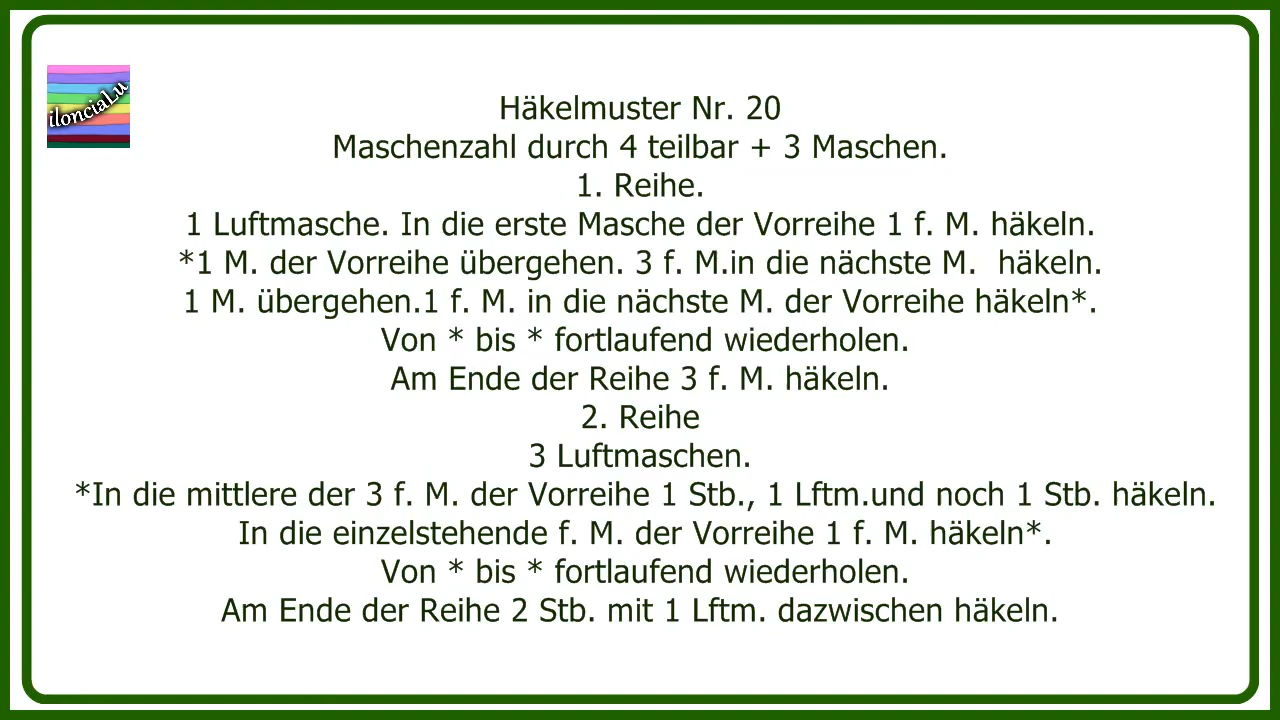 ilonciaLu
Häkelmuster Nr. 20
Maschenzahl durch 4 teilbar + 3 Maschen.
1. Reihe.
1 Luftmasche. In die erste Masche der Vorreihe 1 f. M. häkeln.
*1 M. der Vorreihe übergehen. 3 f. M.in die nächste M.  häkeln.
1 M. übergehen.1 f. M. in die nächste M. der Vorreihe häkeln*.
Von * bis * fortlaufend wiederholen.
Am Ende der Reihe 3 f. M. häkeln.
2. Reihe
3 Luftmaschen.
*In die mittlere der 3 f. M. der Vorreihe 1 Stb., 1 Lftm.und noch 1 Stb. häkeln.
In die einzelstehende f. M. der Vorreihe 1 f. M. häkeln*.
Von * bis * fortlaufend wiederholen.
Am Ende der Reihe 2 Stb. mit 1 Lftm. dazwischen häkeln.